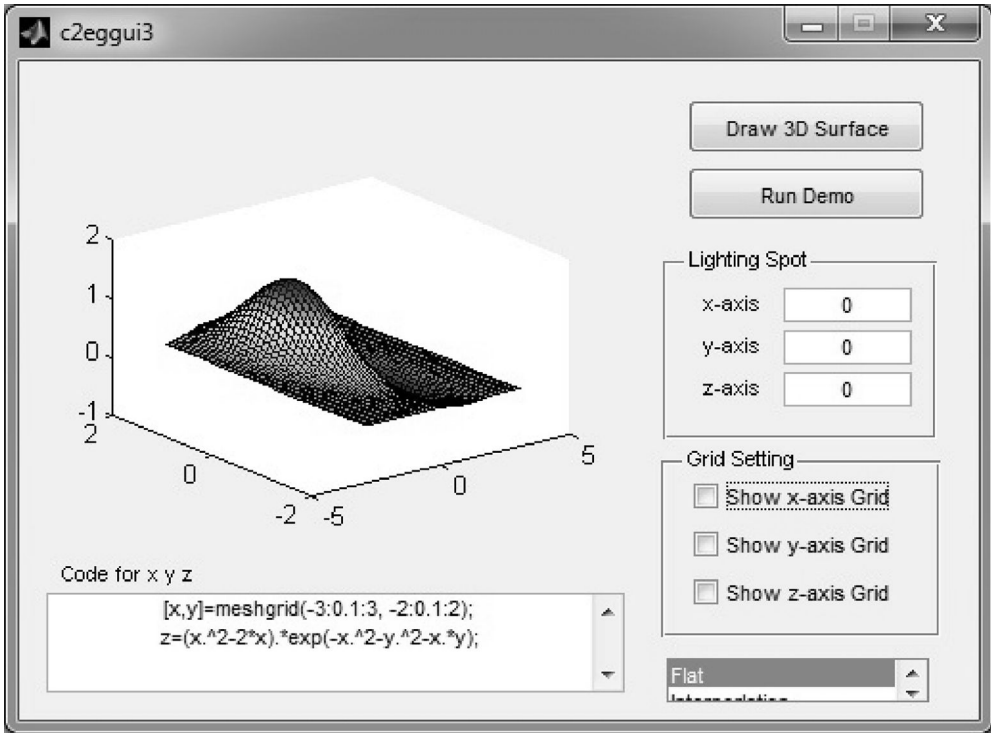 c2eggui3
Draw 3D Surface
Run Demo
Lighting Spot
x-axis 0
y-axis 0
z-axis 0
Grid Setting
Show x-axis Grid
Show y-axis Grid
Show z-axis Grid
2
1
0
-1
2
0
-2
-5
0
5
Code for x y z
[x,y]=meshgrid(-3:0.1:3, -2:0.1:2);
z=(x.^2-2*x).*exp(-x.^2-y.^2-x.*y);
Flat